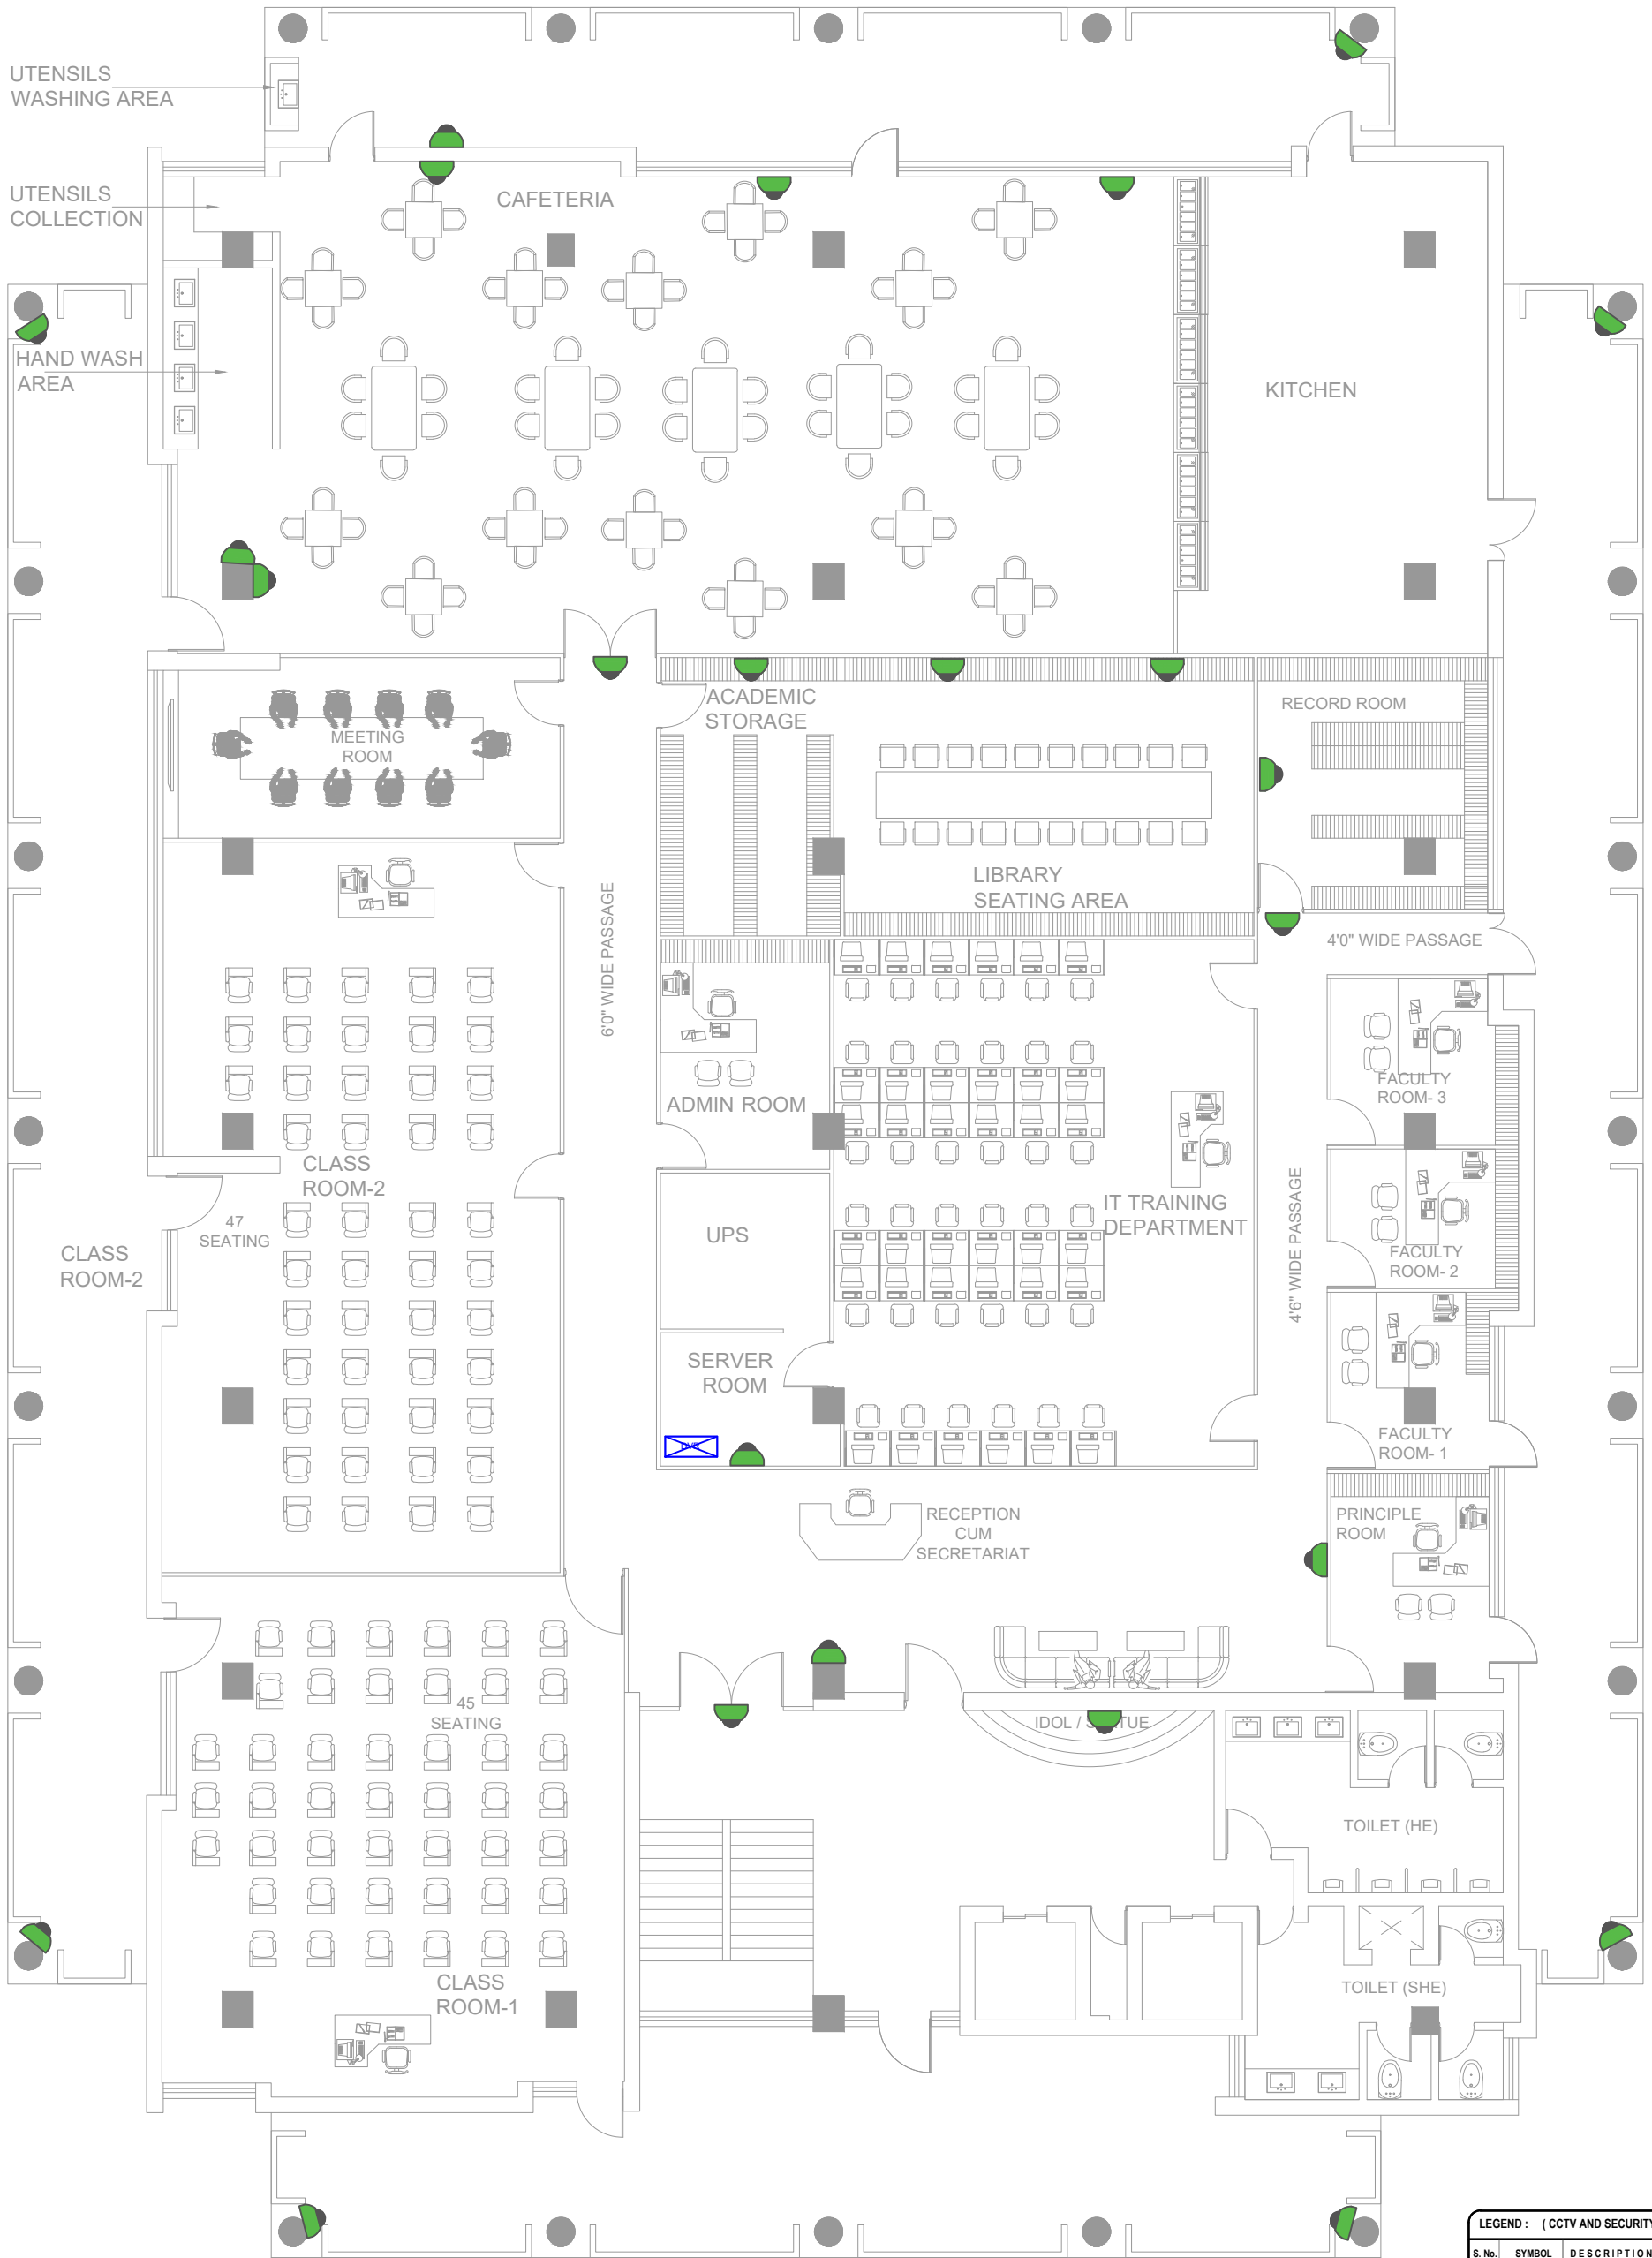 UTENSILS
WASHING AREA
UTENSILS
COLLECTION
CAFETERIA
HAND WASH
AREA
KITCHEN
ACADEMIC
STORAGE
RECORD ROOM
MEETING
ROOM
LIBRARY
SEATING AREA
6'0" WIDE PASSAGE
4'0" WIDE PASSAGE
ADMIN ROOM
FACULTY
ROOM- 3
CLASS
ROOM-2
47
SEATING
CLASS
ROOM-2
UPS
IT TRAINING
DEPARTMENT
4'6" WIDE PASSAGE
FACULTY
ROOM- 2
SERVER
ROOM
DVR
FACULTY
ROOM- 1
RECEPTION
CUM
SECRETARIAT
PRINCIPLE
ROOM
45
SEATING
IDOL /
TOILET (HE)
CLASS
ROOM-1
TOILET (SHE)
LEGEND : ( CCTV AND SECURITY
S. No. SYMBOL DESCRIPTION